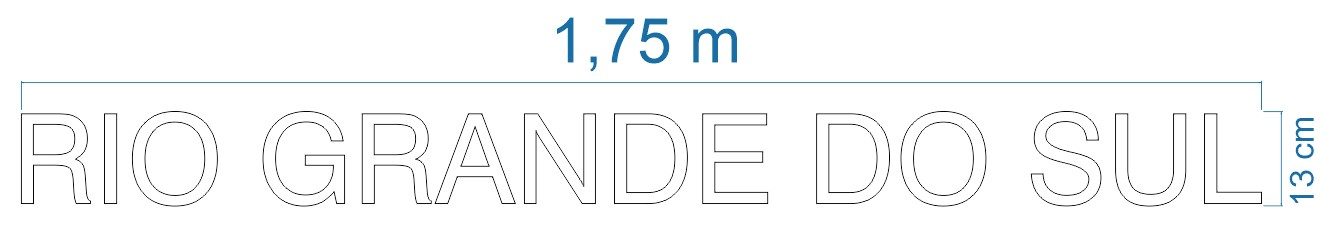 1,75 m
RIO GRANDE DO SUL
13 cm